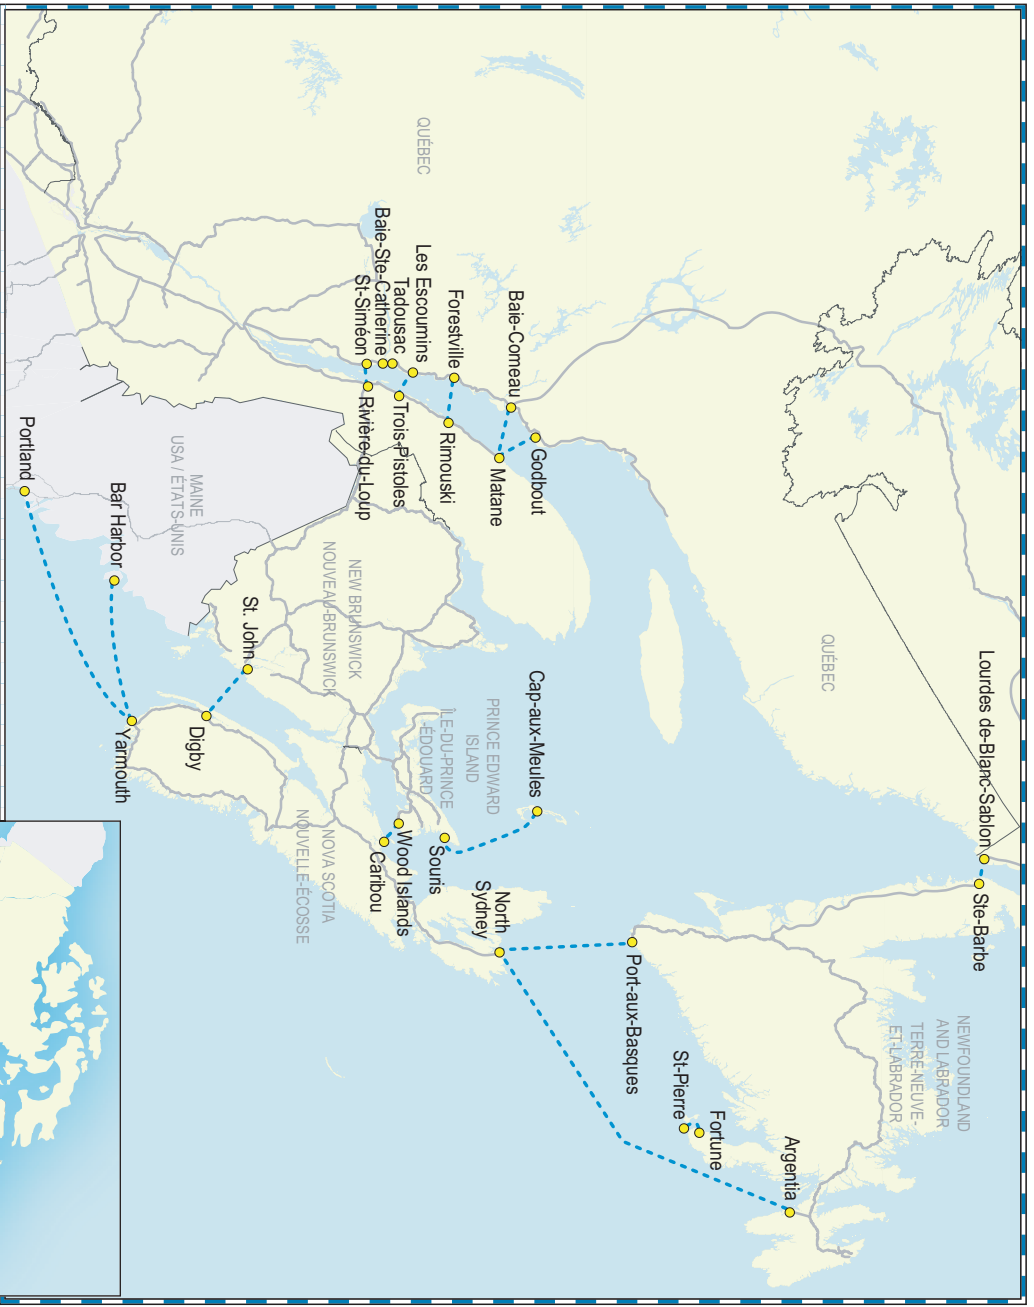 QUÉBEC
Lourdes de-Blanc-Sablon
Ste-Barbe
NEWFOUNDLAND
AND LABRADOR
TERRE-NEUVE-
ET-LABRADOR
QUÉBEC
Argentia
Fortune
St-Pierre
Port-aux-Basques
Baie-Comeau
Godbout
Matane
Cap-aux-Meules
Forestville
Rimouski
PRINCE EDWARD
ISLAND
ÎLE-DU-PRINCE
-ÉDOUARD
North
Sydney
Les Escoumins
Tadousac
Baie-Ste-Catherine
St-Siméon
Trois-Pistoles
Rivière-du-Loup
Souris
Wood Islands
Caribou
NEW BRUNSWICK
NOUVEAU-BRUNSWICK
NOVA SCOTIA
NOUVELLE-ÉCOSSE
St. John
Digby
MAINE
USA / ÉTATS-UNIS
Bar Harbor
Yarmouth
Portland